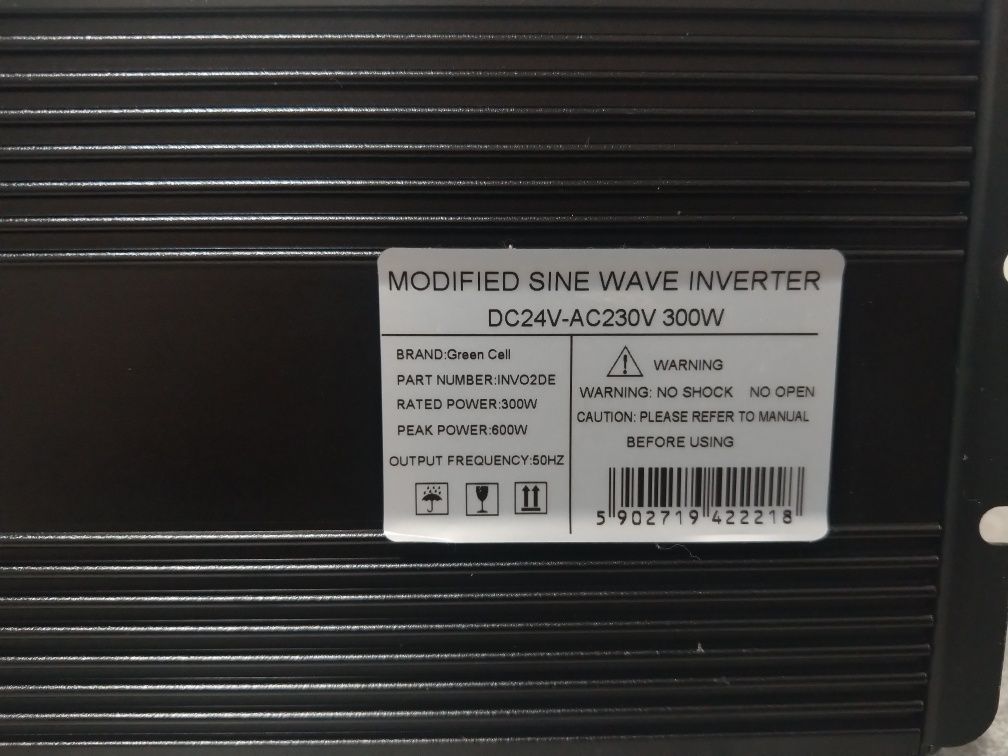 MODIFIED SINE WAVE INVERTER
DC24V-AC230V 300W
BRAND:Green Cell
PART NUMBER:INVO2DE
RATED POWER:300W
PEAK POWER:600W
OUTPUT FREQUENCY:50HZ
WARNING
WARNING: NO SHOCK NO OPEN
CAUTION: PLEASE REFER TO MANUAL
BEFORE USING
5 902719 422218